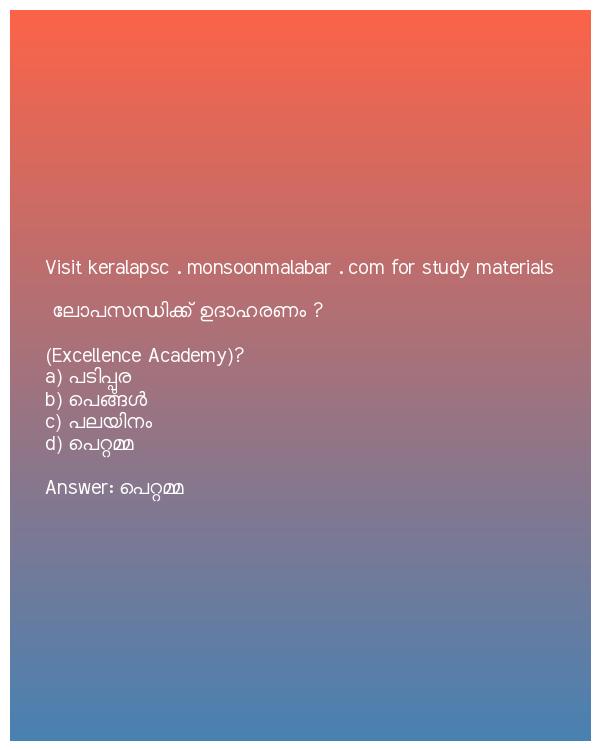 Visit keralapsc . monsoonmalabar . com for study materials
ലോപസന്ധിക്ക് ഉദാഹരണം ?
(Excellence Academy)?
a) പടിപ്പുര
b) പെങ്ങൾ
c) പലയിനം
d) പെറ്റമ്മ
Answer: പെറ്റമ്മ